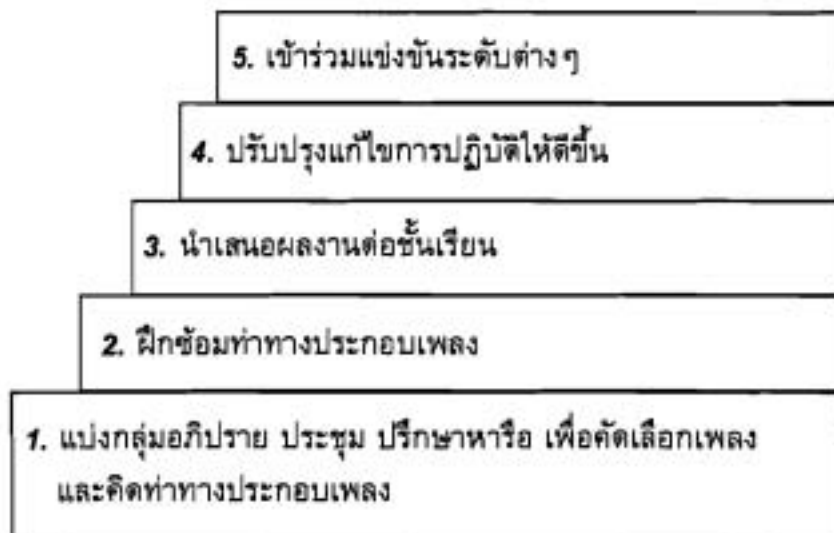 5. เข้าร่วมแข่งขันระดับต่าง ๆ
4. ปรับปรุงแก้ไขการปฏิบัติให้ดีขึ้น
3. นำเสนอผลงานต่อชั้นเรียน
2. ฝึกซ้อมท่าทางประกอบเพลง
1. แบ่งกลุ่มอภิปราย ประชุม ปรึกษาหารือ เพื่อคัดเลือกเพลง
และคิดท่าทางประกอบเพลง